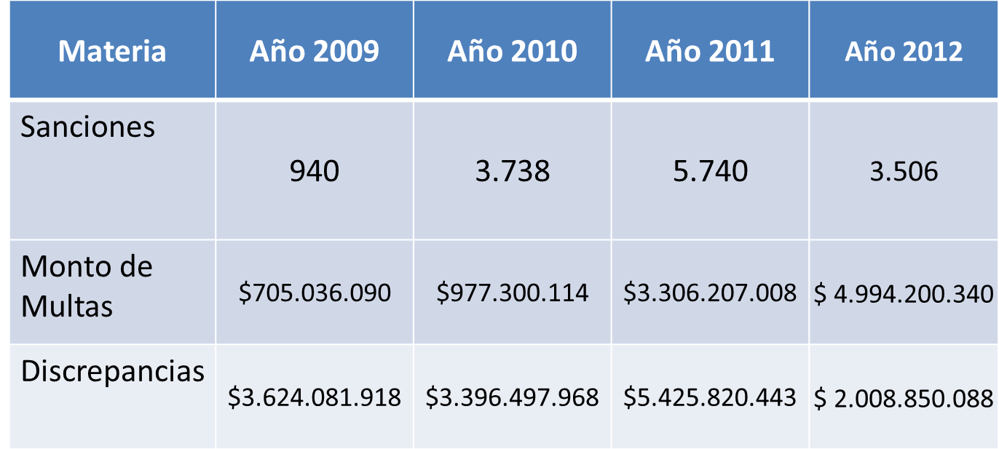 Materia Año 2009 Año 2010 Año 2011 Año 2012
Sanciones
940 3.738 5.740 3.506
Monto de
Multas
$705.036.090 $977.300.114 $3.306.207.008 $ 4.994.200.340
Discrepancias
$3.624.081.918 $3.396.497.968 $5.425.820.443 $ 2.008.850.088